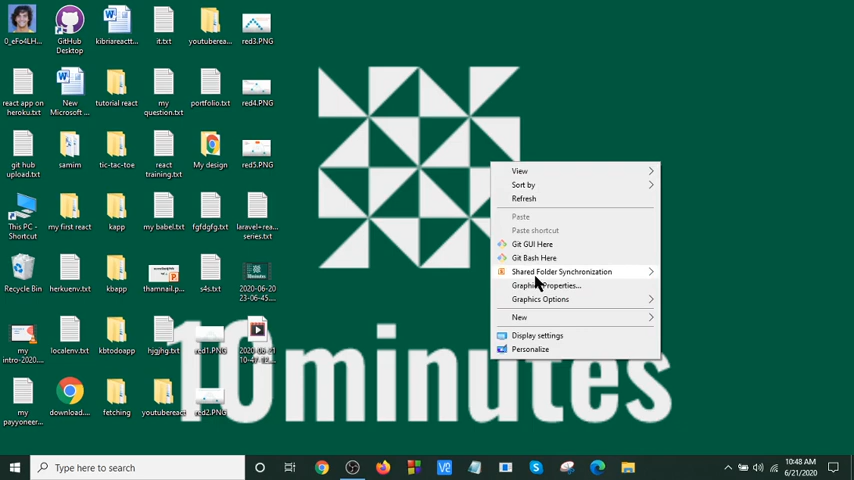 0_eFo4LH...
GitHub
Desktop
kibriareactt...
it.txt
youturerea...
red3.PNG
react app on
heroku.txt
New
Microsoft ...
tutorial react
my
question.txt
portfolio.txt
red4.PNG
git hub
upload.txt
samim
tic-tac-toe
react
training.txt
My design
red5.PNG
This PC -
Shortcut
my first react
kapp
my babel.txt
fgfdgfg.txt
laravel+rea...
series.txt
Recycle Bin
herkuenv.txt
kbapp
thamnail.p...
s4s.txt
2020-06-20
23-06-45....
my
intro-2020...
localenv.txt
kbtodoapp
hjgjhg.txt
red1.PNG
2020-06-21
my
payyoneer...
download....
fetching
youtubereact
red2.PNG
10minutes
View
Sort by
Refresh
Paste
Paste shortcut
Git GUI Here
Git Bash Here
Shared Folder Synchronization
Graphics Properties...
Graphics Options
New
Display settings
Personalize
Type here to search
10:48 AM
6/21/2020